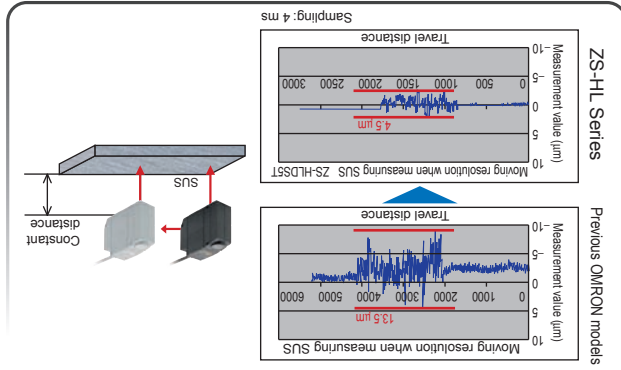 Previous OMRON models
Moving resolution when measuring SUS
Measurement value (µm)
10
5
0
-5
-10
13.5 µm
0 1000 2000 3000 4000 5000 6000
Travel distance
ZS-HL Series
Moving resolution when measuring SUS ZS-HLDS5T
Measurement value (µm)
10
5
0
-5
-10
4.5 µm
0 500 1000 1500 2000 2500 3000
Travel distance
Sampling: 4 ms
Constant
distance
SUS